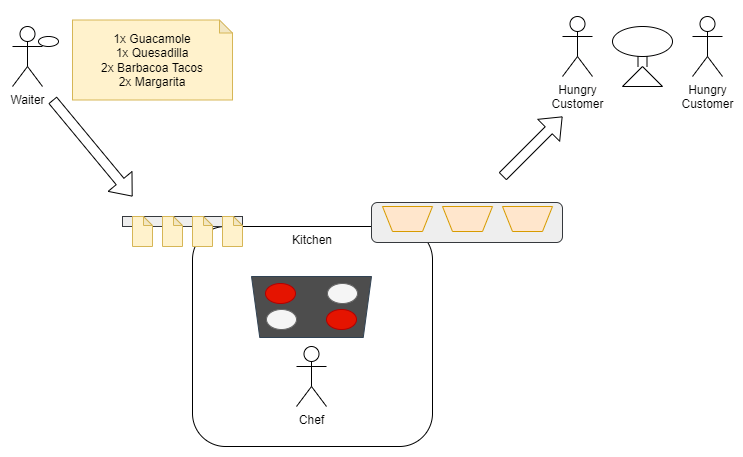 1x Guacamole
1x Quesadilla
2x Barbacoa Tacos
2x Margarita
Waiter
Hungry
Customer
Hungry
Customer
Kitchen
Chef